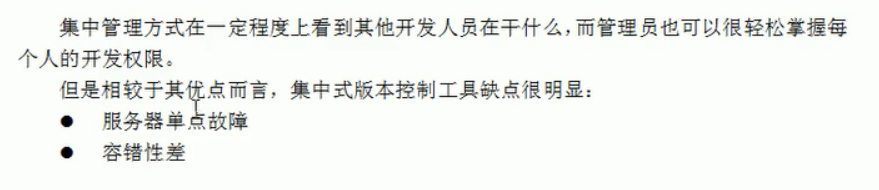 集中管理方式在一定程度上看到其他开发人员在干什么,而管理员也可以很轻松掌握每
个人的开发权限。
但是相较于其优点而言，集中式版本控制工具缺点很明显：
● 服务器单点故障
● 容错性差